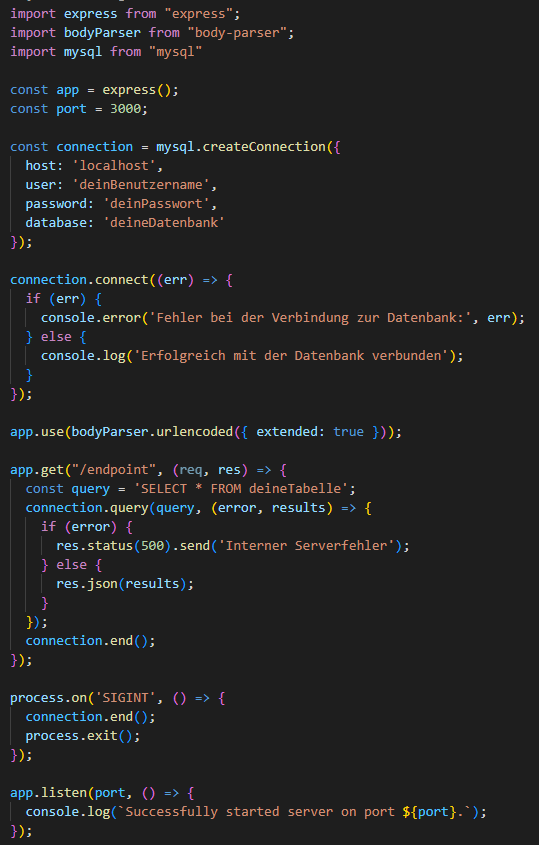 import express from "express";
import bodyParser from "body-parser";
import mysql from "mysql"
const app = express();
const port = 3000;
const connection = mysql.createConnection({
host: 'localhost',
user: 'deinBenutzername',
password: 'deinPasswort',
database: 'deineDatenbank'
});
connection.connect((err) => {
if (err) {
console.error('Fehler bei der Verbindung zur Datenbank:', err);
} else {
console.log('Erfolgreich mit der Datenbank verbunden');
}
});
app.use(bodyParser.urlencoded({ extended: true }));
app.get("/endpoint", (req, res) => {
const query = 'SELECT * FROM deineTabelle';
connection.query(query, (error, results) => {
if (error) {
res.status(500).send('Interner Serverfehler');
} else {
res.json(results);
}
});
connection.end();
});
process.on('SIGINT', () => {
connection.end();
process.exit();
});
app.listen(port, () => {
console.log(`Successfully started server on port ${port}.`);
});